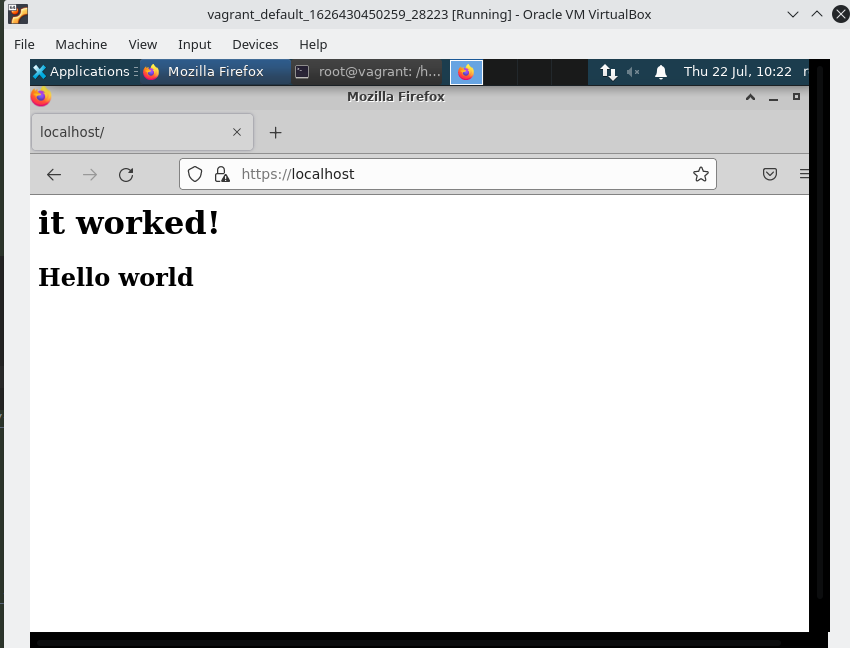 vagrant_default_1626430450259_28223 [Running] - Oracle VM VirtualBox
File Machine View Input Devices Help
Applications Mozilla Firefox root@vagrant: /h... Thu 22 Jul, 10:22 r
Mozilla Firefox
localhost/
https://localhost
it worked!
Hello world